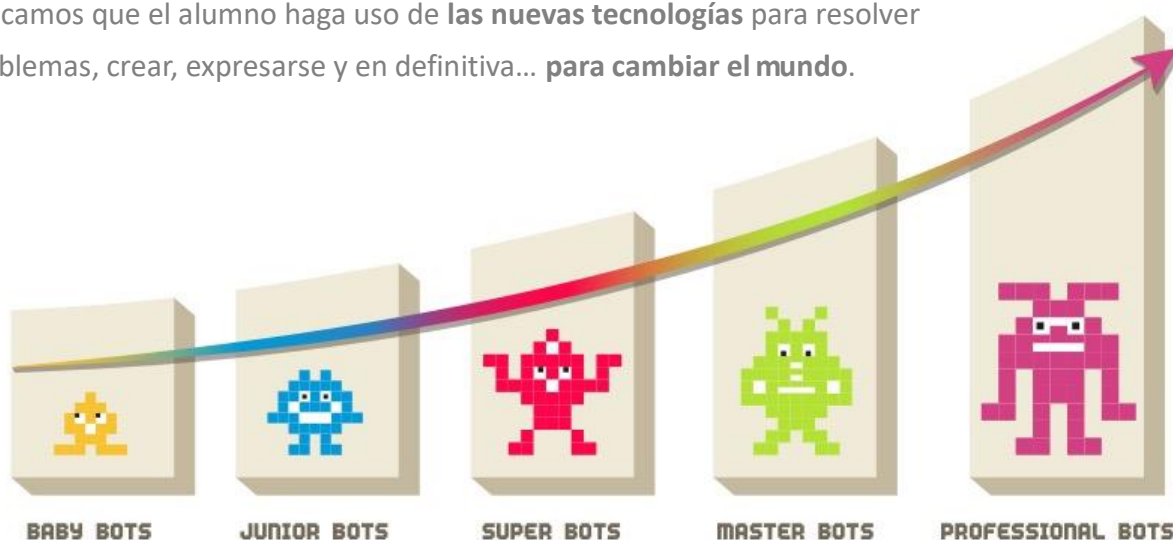 camos que el alumno haga uso de las nuevas tecnologías para resolver
blemas, crear, expresarse y en definitiva... para cambiar el mundo.
BABY BOTS
JUNIOR BOTS
SUPER BOTS
MASTER BOTS
PROFESSIONAL BOTS